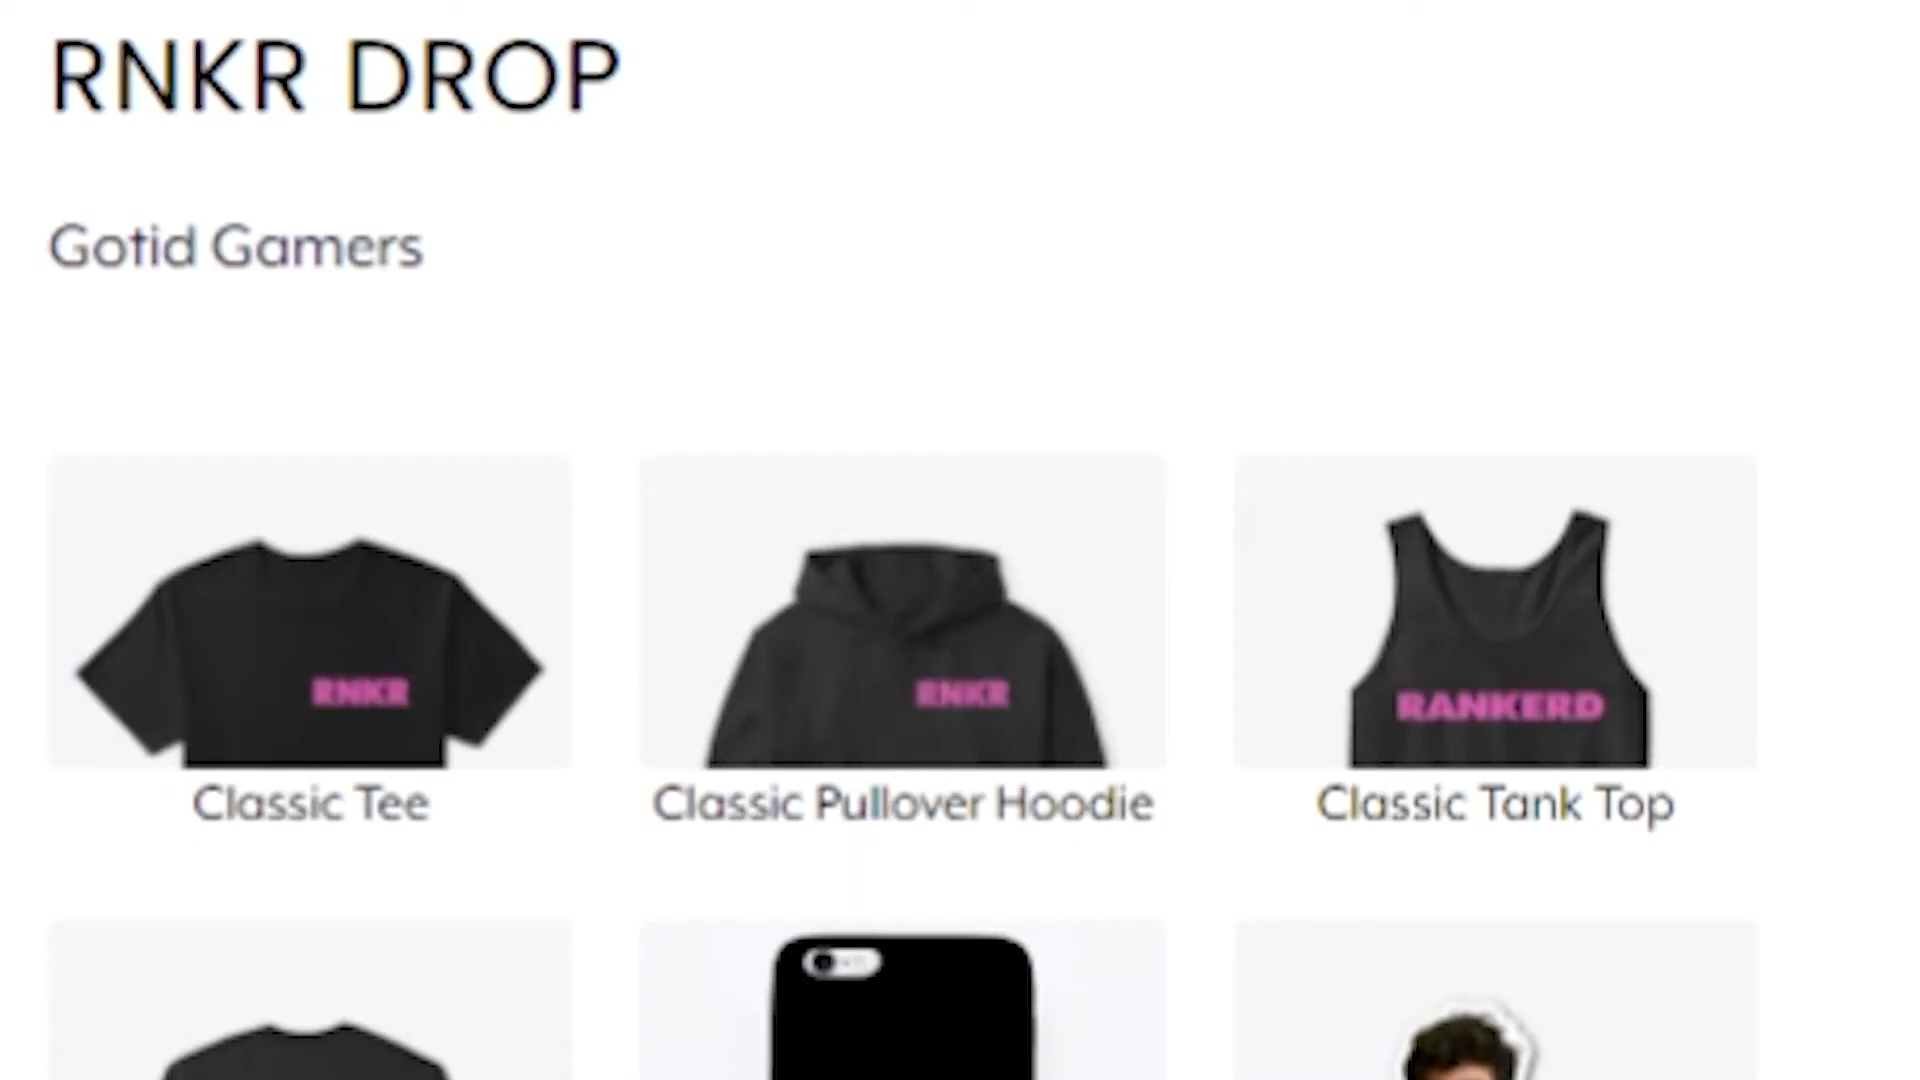 RNKR DROP
Gotid Gamers
RNKR
RNKR
RANKERD
Classic Tee
Classic Pullover Hoodie
Classic Tank Top